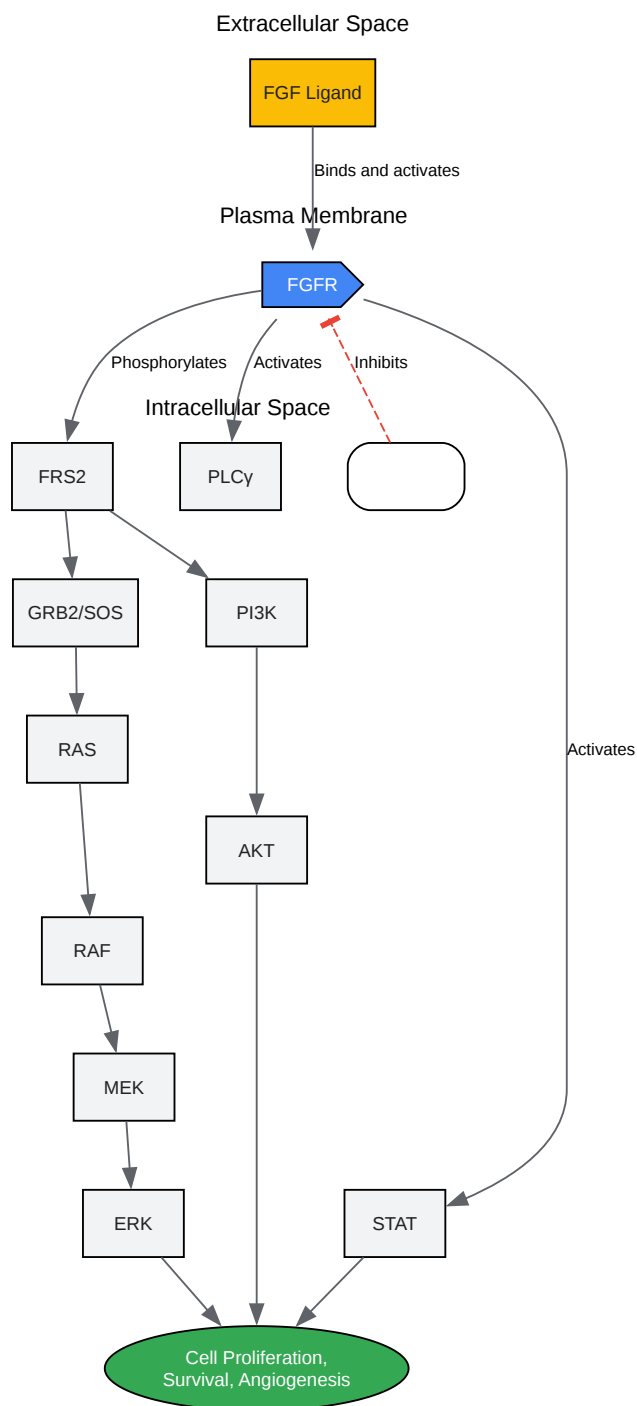 Extracellular Space
FGF Ligand
Binds and activates
Plasma Membrane
FGFR
Phosphorylates
Activates
Inhibits
Intracellular Space
FRS2
PLCγ
GRB2/SOS
PI3K
RAS
Activates
AKT
RAF
MEK
ERK
STAT
Cell Proliferation,
Survival, Angiogenesis